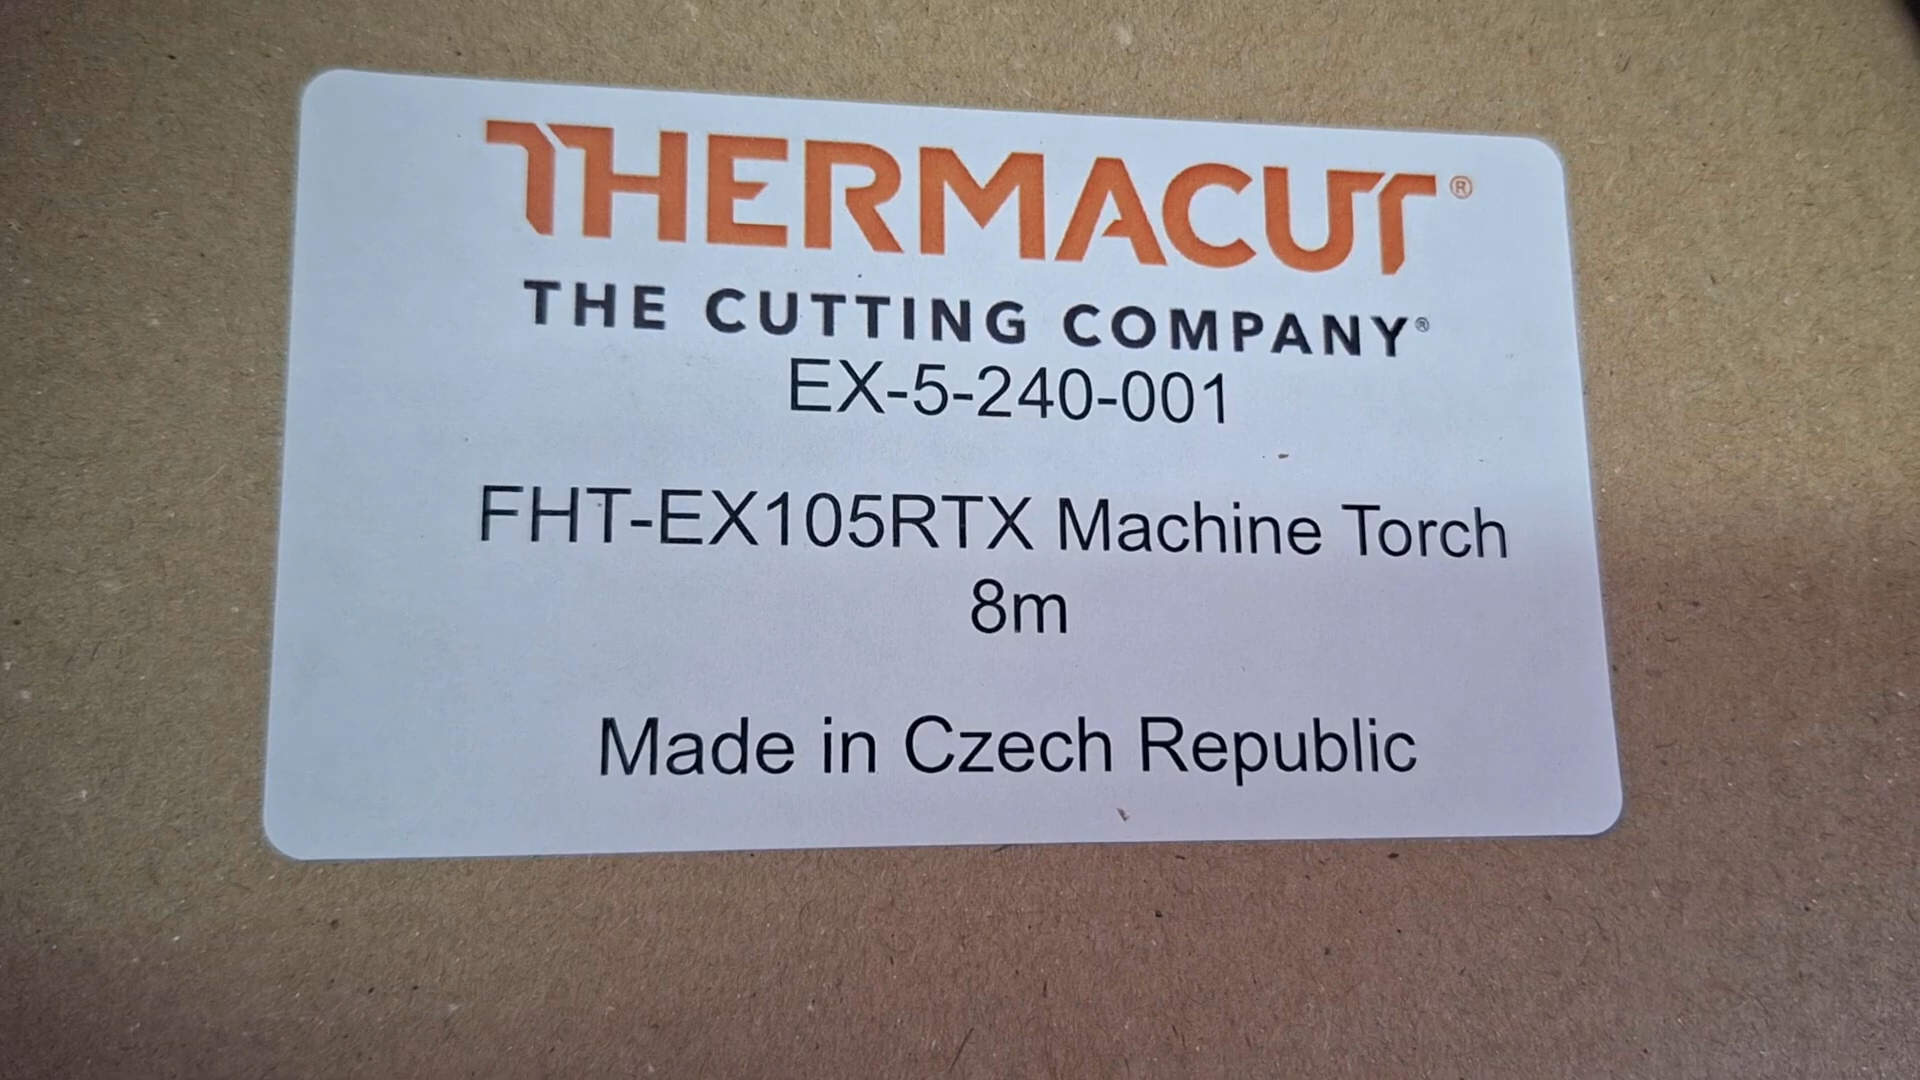 THERMACUT®
THE CUTTING COMPANY®
EX-5-240-001
FHT-EX105RTX Machine Torch
8m
Made in Czech Republic